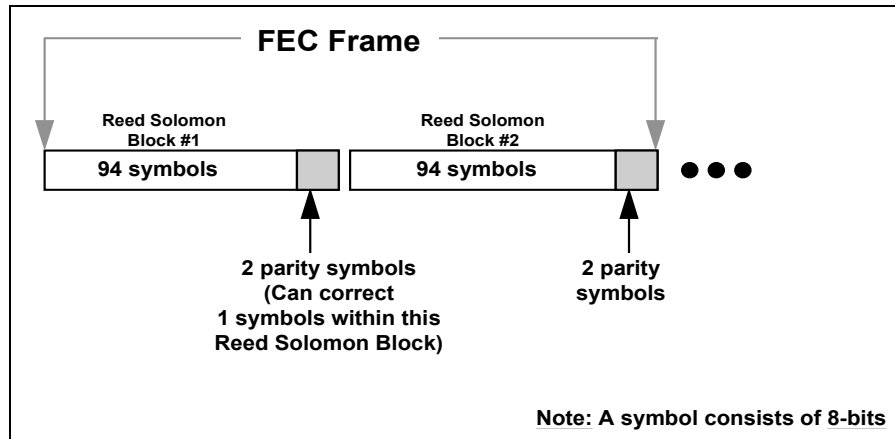 FEC Frame
Reed Solomon
Block #1
Reed Solomon
Block #2
94 symbols
94 symbols
2 parity symbols
(Can correct
1 symbols within this
Reed Solomon Block)
2 parity
symbols
Note: A symbol consists of 8-bits